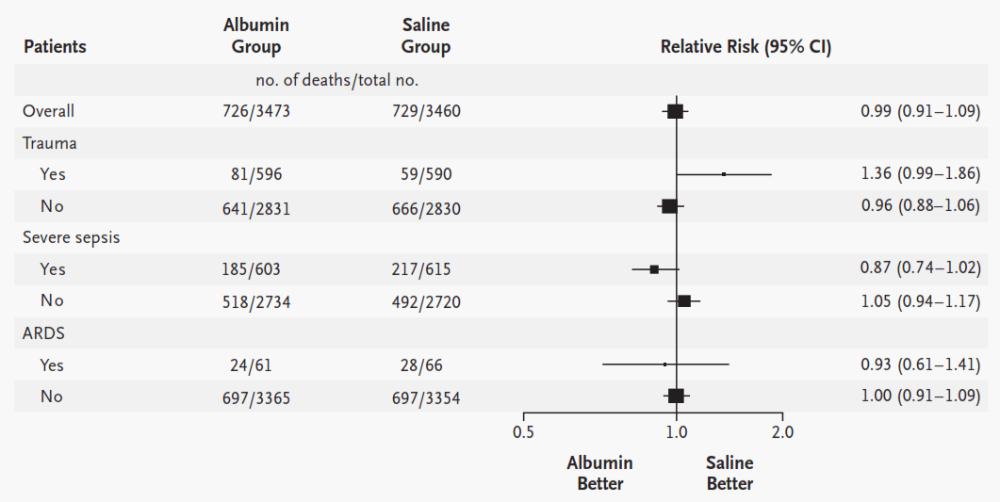 Patients Albumin Group Saline Group Relative Risk (95% CI)
no. of deaths/total no.
Overall 726/3473 729/3460 0.99 (0.91–1.09)
Trauma
Yes 81/596 59/590 1.36 (0.99–1.86)
No 641/2831 666/2830 0.96 (0.88–1.06)
Severe sepsis
Yes 185/603 217/615 0.87 (0.74–1.02)
No 518/2734 492/2720 1.05 (0.94–1.17)
ARDS
Yes 24/61 28/66 0.93 (0.61–1.41)
No 697/3365 697/3354 1.00 (0.91–1.09)
0.5 1.0 2.0
Albumin Better Saline Better